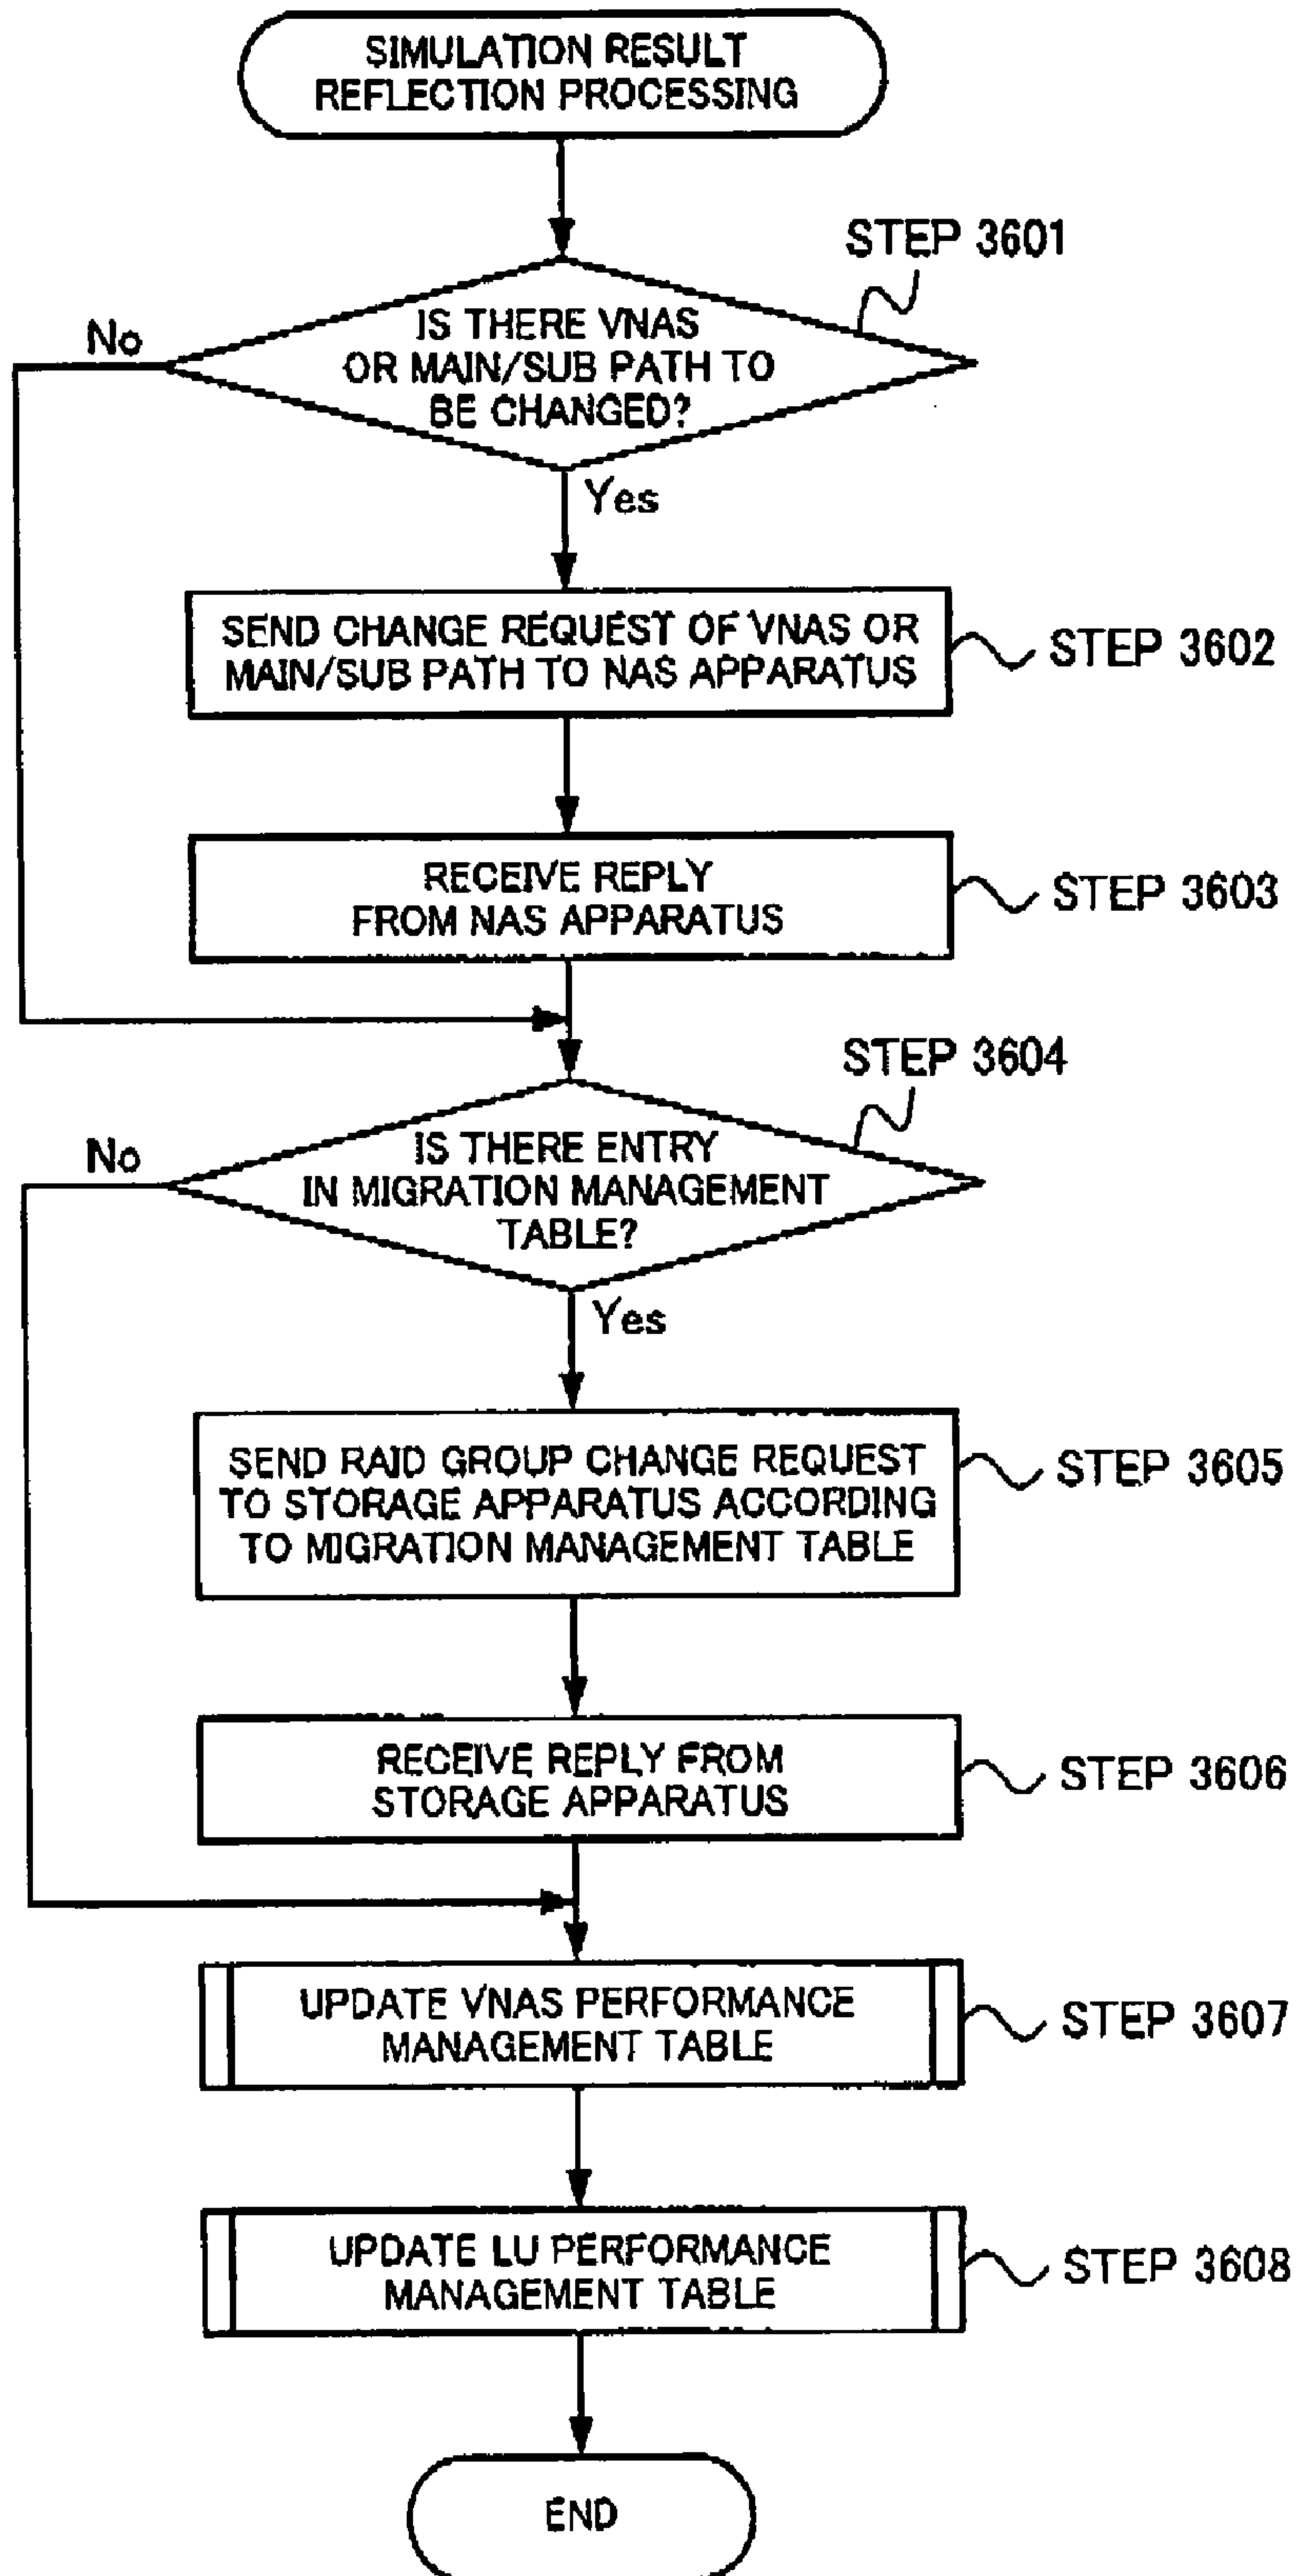 SIMULATION RESULT
REFLECTION PROCESSING
STEP 3601
No
IS THERE VNAS
OR MAIN/SUB PATH TO
BE CHANGED?
Yes
SEND CHANGE REQUEST OF VNAS OR
MAIN/SUB PATH TO NAS APPARATUS
STEP 3602
RECEIVE REPLY
FROM NAS APPARATUS
STEP 3603
STEP 3604
No
IS THERE ENTRY
IN MIGRATION MANAGEMENT
TABLE?
Yes
SEND RAID GROUP CHANGE REQUEST
TO STORAGE APPARATUS ACCORDING
TO MIGRATION MANAGEMENT TABLE
STEP 3605
RECEIVE REPLY FROM
STORAGE APPARATUS
STEP 3606
UPDATE VNAS PERFORMANCE
MANAGEMENT TABLE
STEP 3607
UPDATE LU PERFORMANCE
MANAGEMENT TABLE
STEP 3608
END